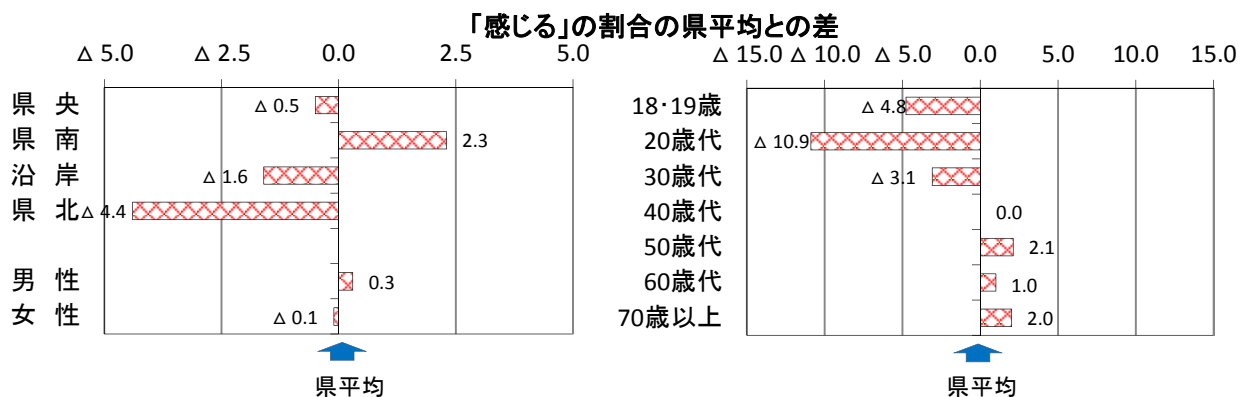 「感じる」の割合の県平均との差
△ 5.0 △ 2.5 0.0 2.5 5.0
県 央 △ 0.5
県 南 2.3
沿 岸 △ 1.6
県 北 △ 4.4
男 性 0.3
女 性 △ 0.1
県平均
△ 15.0 △ 10.0 △ 5.0 0.0 5.0 10.0 15.0
18･19歳 △ 4.8
20歳代 △ 10.9
30歳代 △ 3.1
40歳代 0.0
50歳代 2.1
60歳代 1.0
70歳以上 2.0
県平均